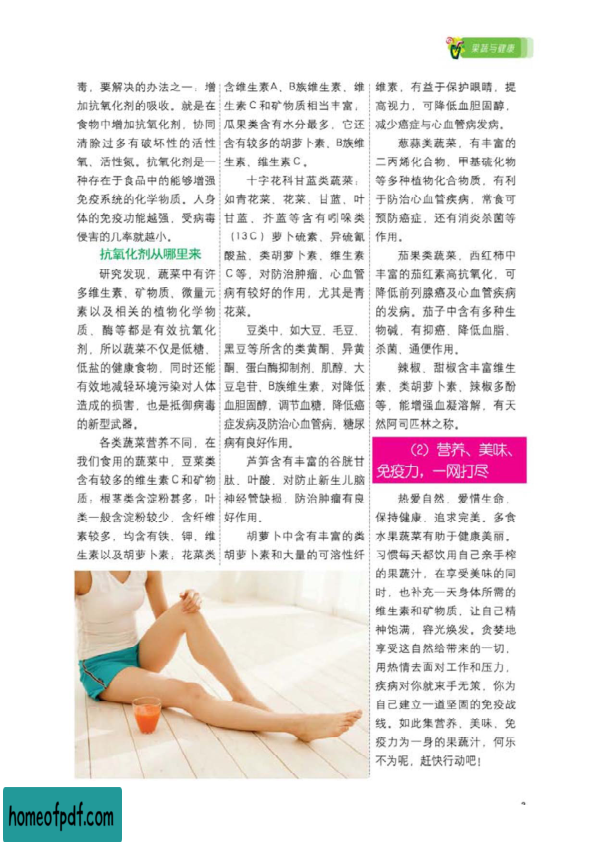 果蔬与健康
毒，要解决的办法之一，增
加抗氧化剂的吸收。就是在
食物中增加抗氧化剂，协同
清除过多有破坏性的活性
氧、活性氮。抗氧化剂是一
种存在于食品中的能够增强
免疫系统的化学物质。人身
体的免疫功能越强，受病毒
侵害的几率就越小。
抗氧化剂从哪里来
研究发现，蔬菜中有许
多维生素、矿物质、微量元
素以及相关的植物化学物
质、酶等都是有效抗氧化
剂，所以蔬菜不仅是低糖、
低盐的健康食物，同时还能
有效地减轻环境污染对人体
造成的损害，也是抵御病毒
的新型武器。
各类蔬菜营养不同，在
我们食用的蔬菜中，豆菜类
含有较多的维生素C和矿物
质；根茎类含淀粉甚多；叶
类一般含淀粉较少，含纤维
素较多，均含有铁、钾、维
生素以及胡萝卜素；花菜类
含维生素A、B族维生素、维
生素C和矿物质相当丰富；
瓜果类含有水分最多，它还
含有较多的胡萝卜素、B族维
生素、维生素C。
十字花科甘蓝类蔬菜：
如青花菜、花菜、甘蓝、叶
甘蓝、芥蓝等含有吲哚类
（13C）萝卜硫素、异硫氰
酸盐、类胡萝卜素、维生素
C等，对防治肿瘤、心血管
病有较好的作用，尤其是青
花菜。
豆类中，如大豆、毛豆、
黑豆等所含的类黄酮、异黄
酮、蛋白酶抑制剂、肌醇、大
豆皂苷、B族维生素，对降低
血胆固醇，调节血糖，降低癌
症发病及防治心血管病、糖尿
病有良好作用。
芦笋含有丰富的谷胱甘
肽、叶酸，对防止新生儿脑
神经管缺损、防治肿瘤有良
好作用。
胡萝卜中含有丰富的类
胡萝卜素和大量的可溶性纤
维素，有益于保护眼睛，提
高视力，可降低血胆固醇，
减少癌症与心血管病发病。
葱蒜美蔬菜，有丰富的
二丙烯化合物、甲基硫化物
等多种植物化合物质，有利
于防治心血管疾病，常食可
预防癌症，还有消炎杀菌等
作用。
茄果类蔬菜，西红柿中
丰富的茄红素高抗氧化，可
降低前列腺癌及心血管疾病
的发病。茄子中含有多种生
物碱，有抑癌、降低血脂、
杀菌、通便作用。
辣椒、甜椒含丰富维生
素、类胡萝卜素、辣椒多酚
等，能增强血凝溶解，有天
然阿司匹林之称。
（2）营养、美味、
免疫力，一网打尽
热爱自然，爱惜生命，
保持健康，追求完美。多食
水果蔬菜有助于健康美丽。
习惯每天都饮用自己亲手榨
的果蔬汁，在享受美味的同
时，也补充一天身体所需的
维生素和矿物质，让自己精
神饱满，容光焕发。贪婪地
享受这自然给带来的一切，
用热情去面对工作和压力，
疾病对你就束手无策，你为
自己建立一道坚固的免疫战
线。如此集营养、美味、免
疫力为一身的果蔬汁，何乐
不为呢，赶快行动吧！
homeofpdf.com